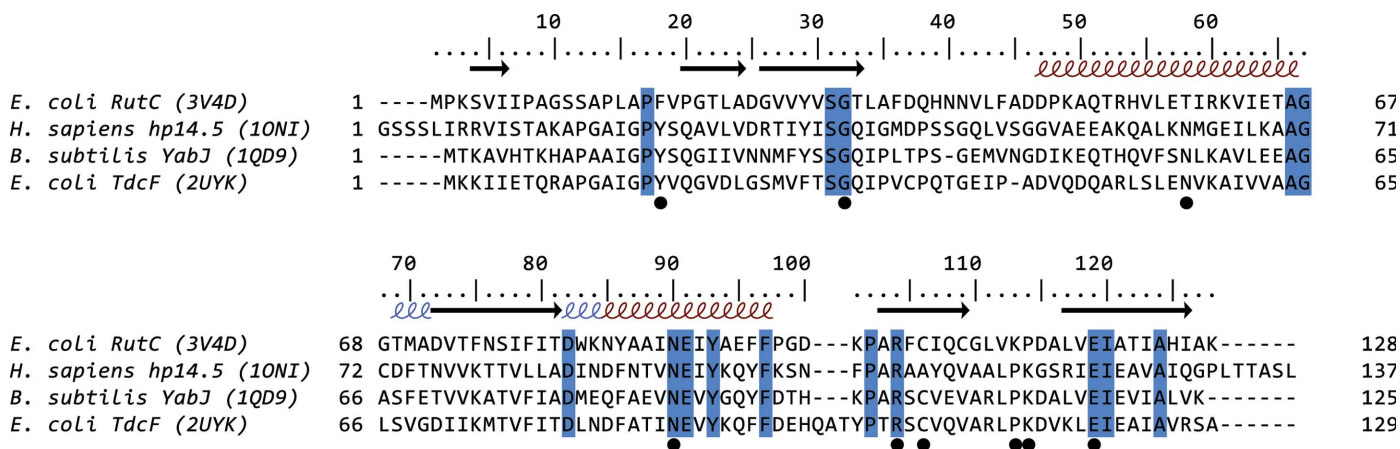 10 20 30 40 50 60
E. coli RutC (3V4D) 1 ----MPKSVIIPAGSSAPLAPFVPGTLADGVVYVSGTLAFDQHNNVLFADDPKAQTRHVLETIRKVIETAG 67
H. sapiens hp14.5 (1ONI) 1 GSSSLIRRVISTAKAPGAIGPYSQAVLVDRTIYISGQIGMDPSSGQLVSGGVAEEAKQALKNMGEILKAAG 71
B. subtilis YabJ (1QD9) 1 -----MTKAVHTKHAPAAIGPYSQGIIVNNMFYSSGQIPLTPS-GEMVNGDIKEQTHQVFSNLKAVLEEAG 65
E. coli TdcF (2UYK) 1 -----MKKIIETQRAPGAIGPYVQGVDLGSMVFTSGQIPVCPQTGEIP-ADVQDQARLSLENVKAIVVAAG 65
70 80 90 100 110 120
E. coli RutC (3V4D) 68 GTMADVTFNSIFITDWKNYAAINEIYAEFFPGD---KPARFCIQCGLVKPDALVEIATIAHIAK------ 128
H. sapiens hp14.5 (1ONI) 72 CDFTNVVKTTVLLADINDFNTVNEIYKQYFKSN---FPARAAYQVAALPKGSRIEIEAVAIQGPLTTASL 137
B. subtilis YabJ (1QD9) 66 ASFETVVKATVFIADMEQFAEVNEVYGQYFDTH---KPARSCVEVARLPKDALVEIEVIALVK------- 125
E. coli TdcF (2UYK) 66 LSVGDIIKMTVFITDLNDFATINEVYKQFFDEHQATYPTRSCVQVARLPKDVKLEIEAIAVRSA------ 129